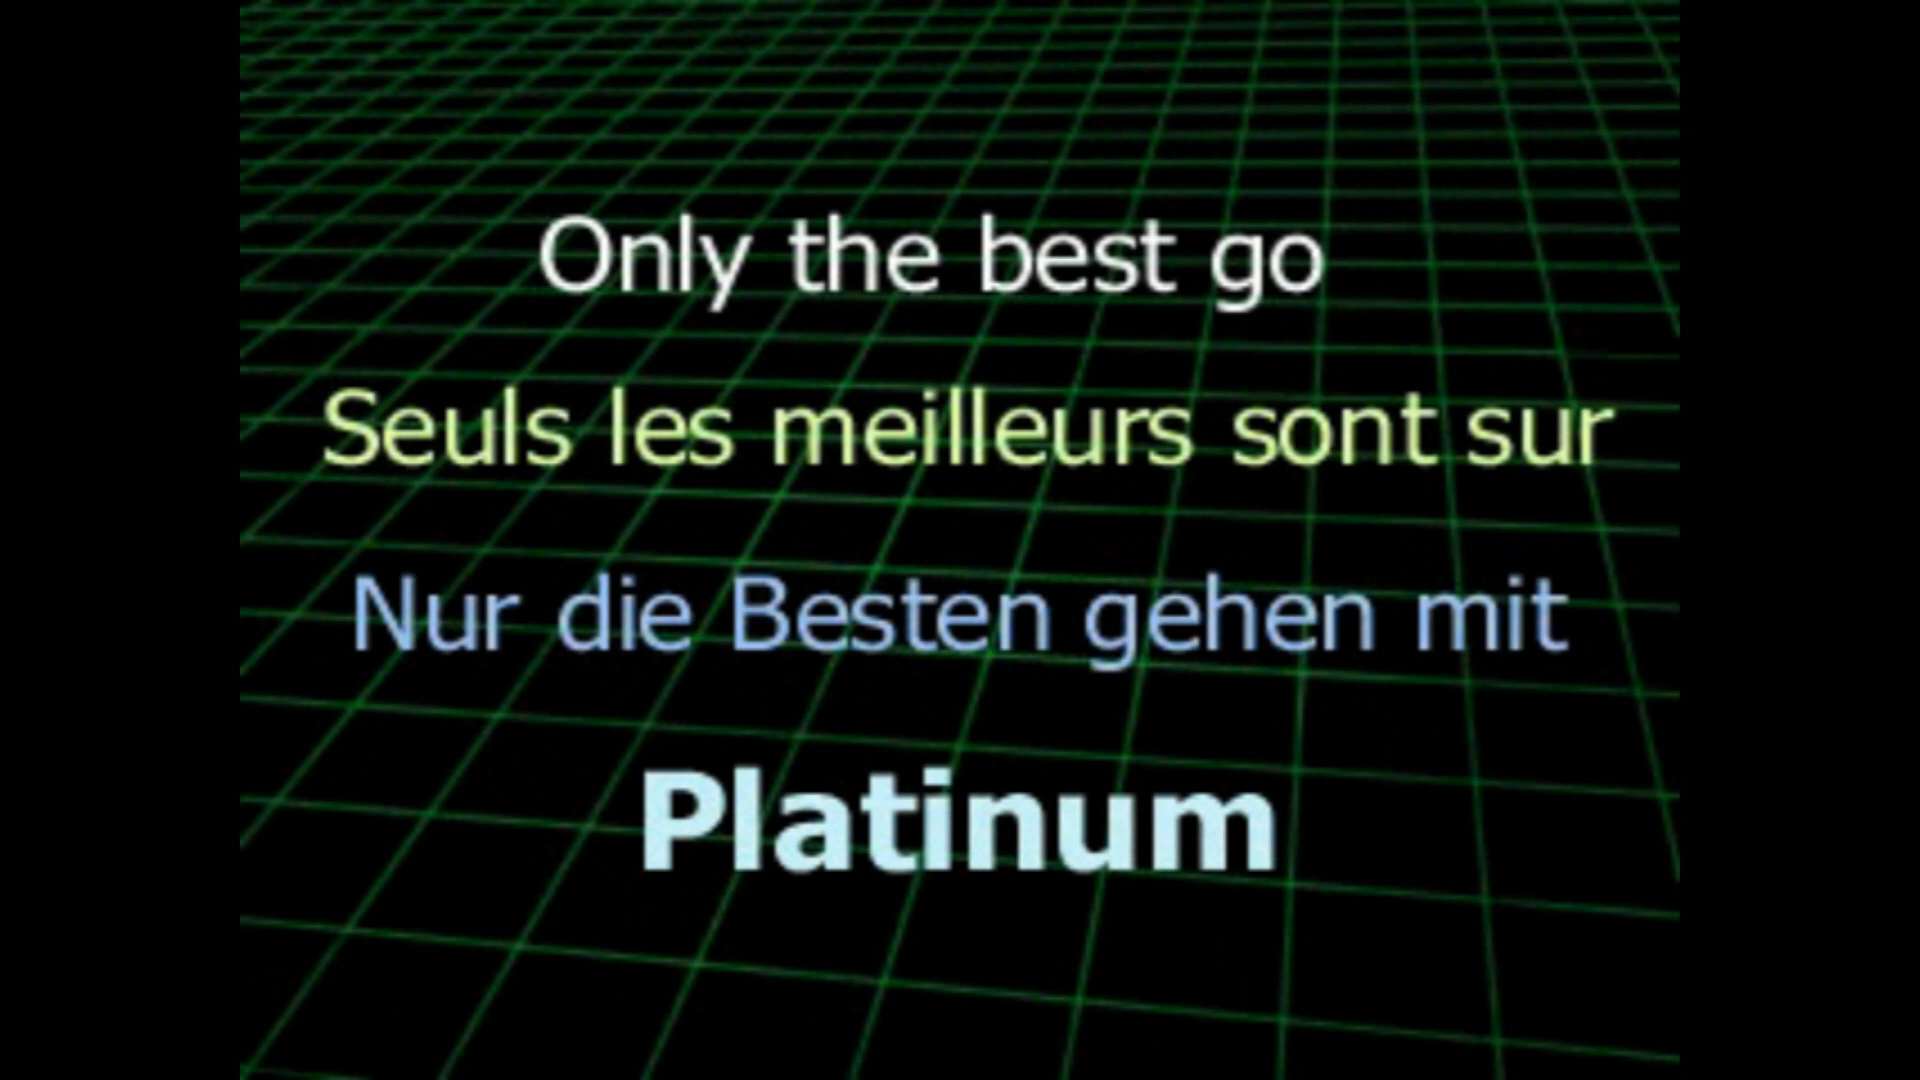 Only the best go
Seuls les meilleurs sont sur
Nur die Besten gehen mit
Platinum